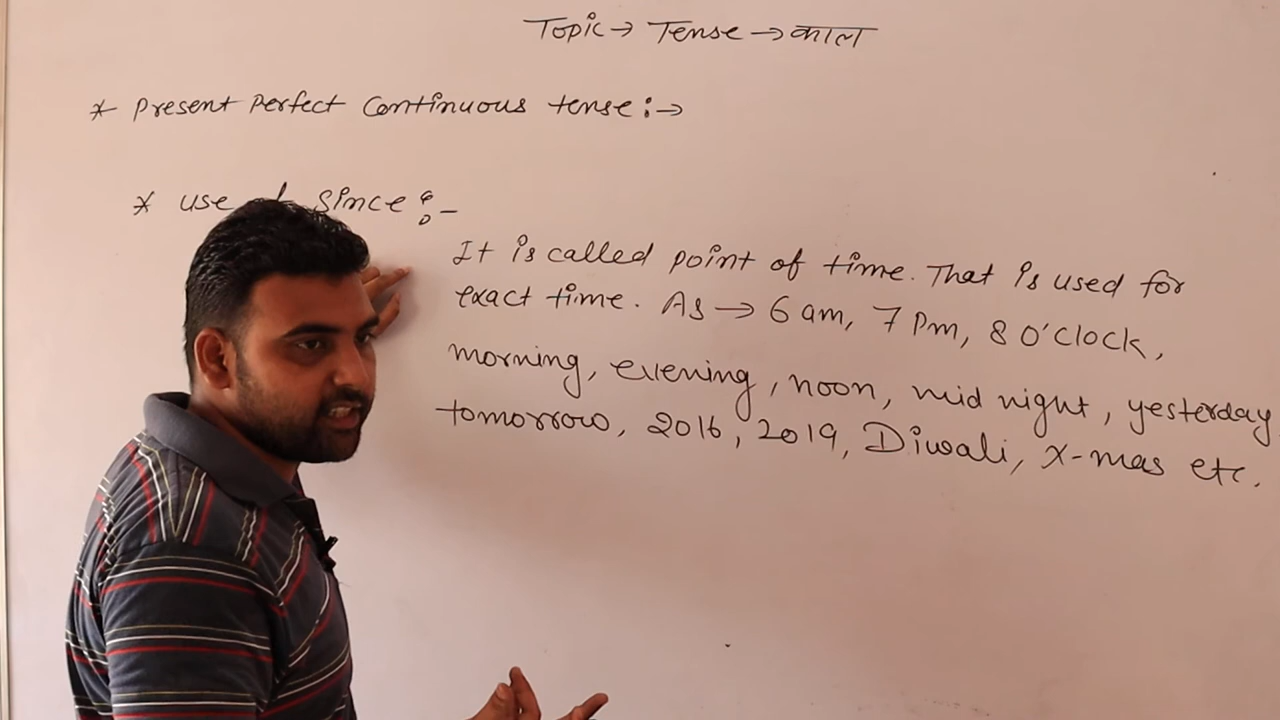 Topic → Tense → काल
* Present Perfect Continuous tense :→
* use of since :-
It is called point of time. That is used for
exact time. As → 6 am, 7 Pm, 8 O'clock,
morning, evening, noon, mid night, yesterday
tomorrow, 2016, 2019, Diwali, X-mas etc.